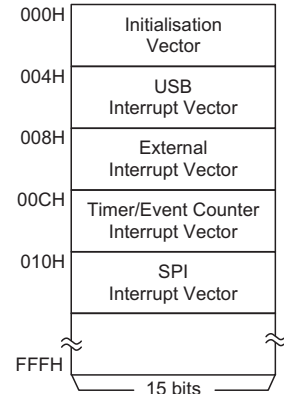 000H
Initialisation
Vector
004H
USB
Interrupt Vector
008H
External
Interrupt Vector
00CH
Timer/Event Counter
Interrupt Vector
010H
SPI
Interrupt Vector
FFFH
15 bits